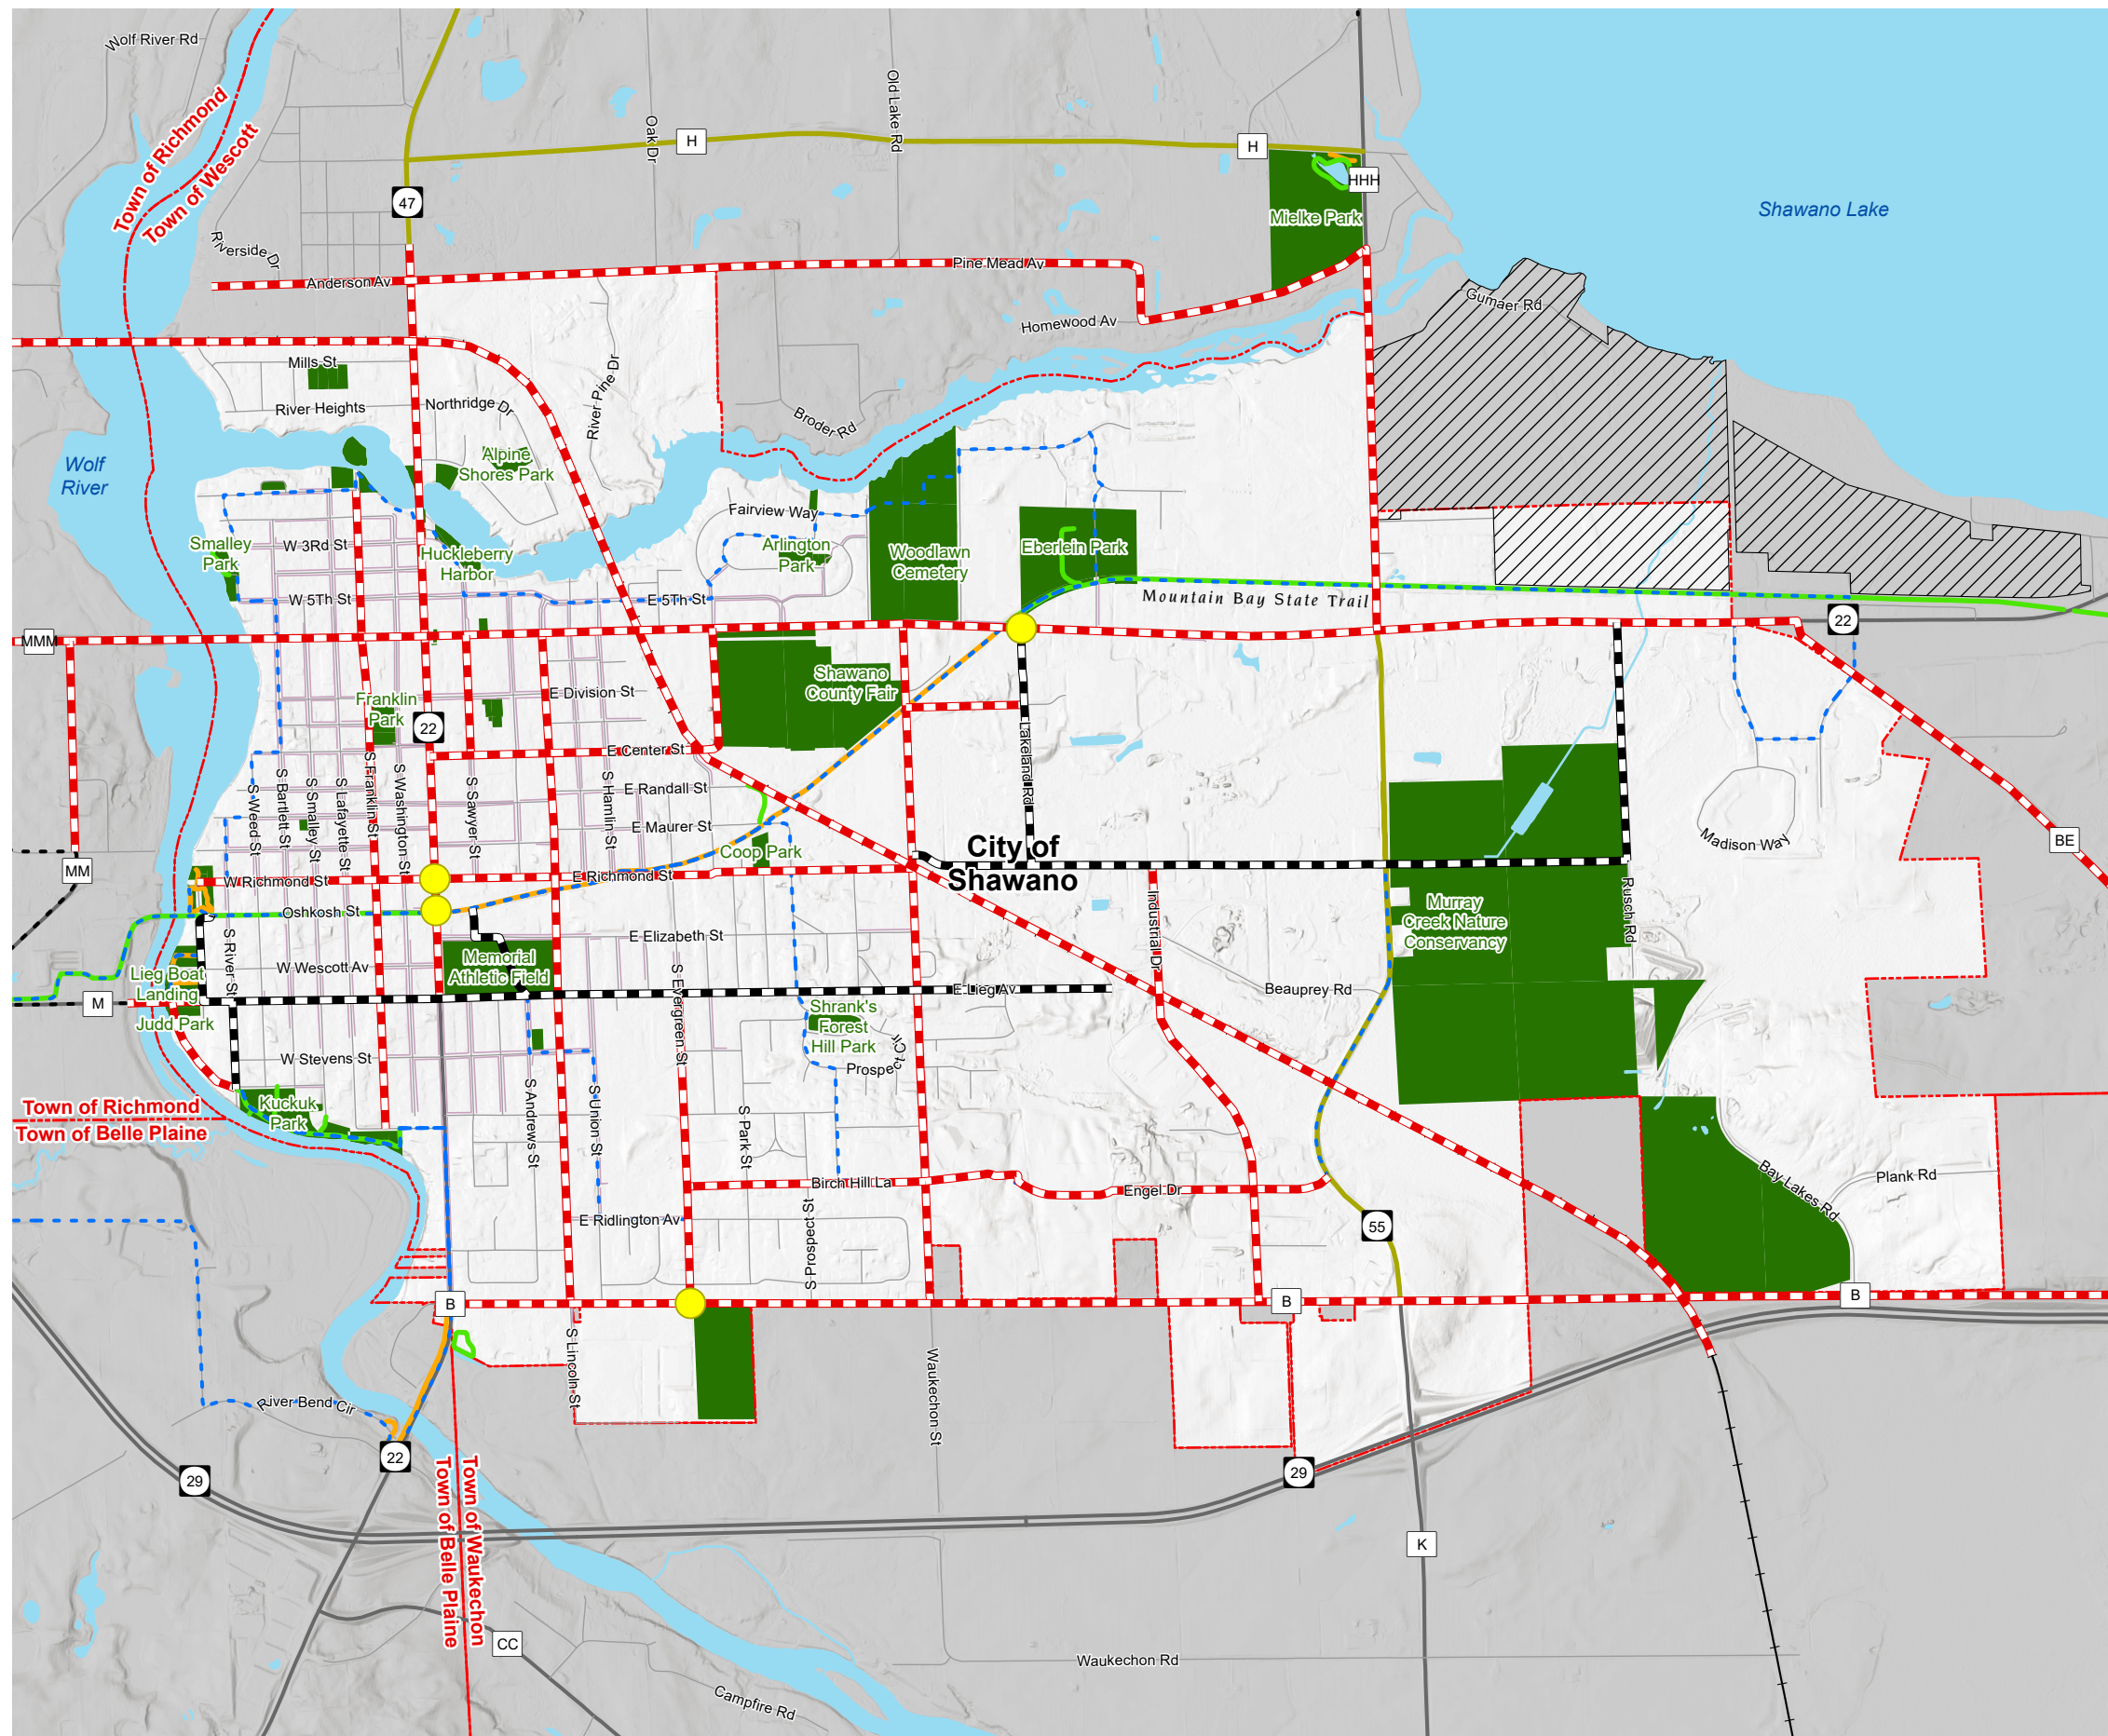 Wolf River Rd
Town of Richmond
Town of Wescott
Oak Dr
Old Lake Rd
H
H
HHH
47
Mielke Park
Shawano Lake
Riverside Dr
Anderson Av
Pine Mead Av
Homewood Av
Gumaer Rd
Mills St
River Heights
Northridge Dr
River Pine Dr
Broder Rd
Wolf
River
Alpine
Shores Park
Fairview Way
W 3Rd St
Smalley
Park
Huckleberry
Harbor
Arlington
Park
Woodlawn
Cemetery
Eberlein Park
W 5Th St
E 5Th St
Mountain Bay State Trail
22
MMM
Shawano
County Fair
E Division St
Franklin
Park
22
E Center St
Lakeland Rd
S Weed St
S Bartlett St
S Smalley St
S Lafayette St
S Franklin St
S Washington St
S Sawyer St
S Hamlin St
E Randall St
E Maurer St
Coop Park
City of
Shawano
Madison Way
BE
MM
W Richmond St
E Richmond St
Oshkosh St
Industrial Dr
Rusch Rd
Murray
Creek Nature
Conservancy
S River St
E Elizabeth St
Memorial
Athletic Field
W Wescott Av
Lieg Boat
Landing
M
S Evergreen St
E Lieg Av
Beauprey Rd
Judd Park
Shrank's
Forest
Hill Park
W Stevens St
Prospect Cir
Kuckuk
Park
Town of Richmond
Town of Belle Plaine
S Andrews St
S Union St
S Park St
Birch Hill La
Engel Dr
Bay Lakes Rd
Plank Rd
E Ridlington Av
S Prospect St
55
B
B
B
S Lincoln St
Waukechon St
River Bend Cir
22
29
29
Town of Waukechon
Town of Belle Plaine
K
CC
Waukechon Rd
Campfire Rd